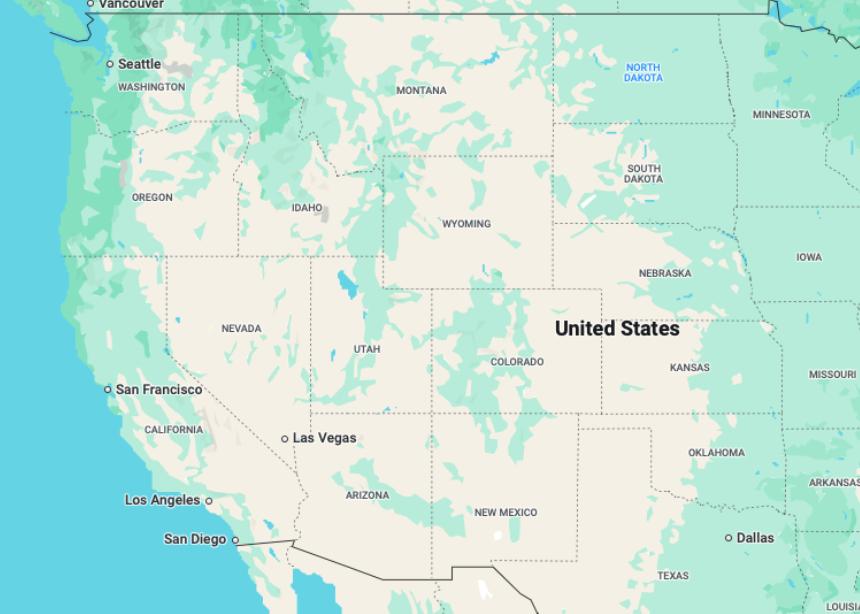 Vancouver
Seattle
WASHINGTON
MONTANA
NORTH
DAKOTA
MINNESOTA
OREGON
IDAHO
SOUTH
DAKOTA
WYOMING
IOWA
NEBRASKA
NEVADA
United States
UTAH
COLORADO
KANSAS
MISSOURI
San Francisco
CALIFORNIA
Las Vegas
OKLAHOMA
ARKANSAS
Los Angeles
ARIZONA
NEW MEXICO
San Diego
Dallas
TEXAS
LOUISIA